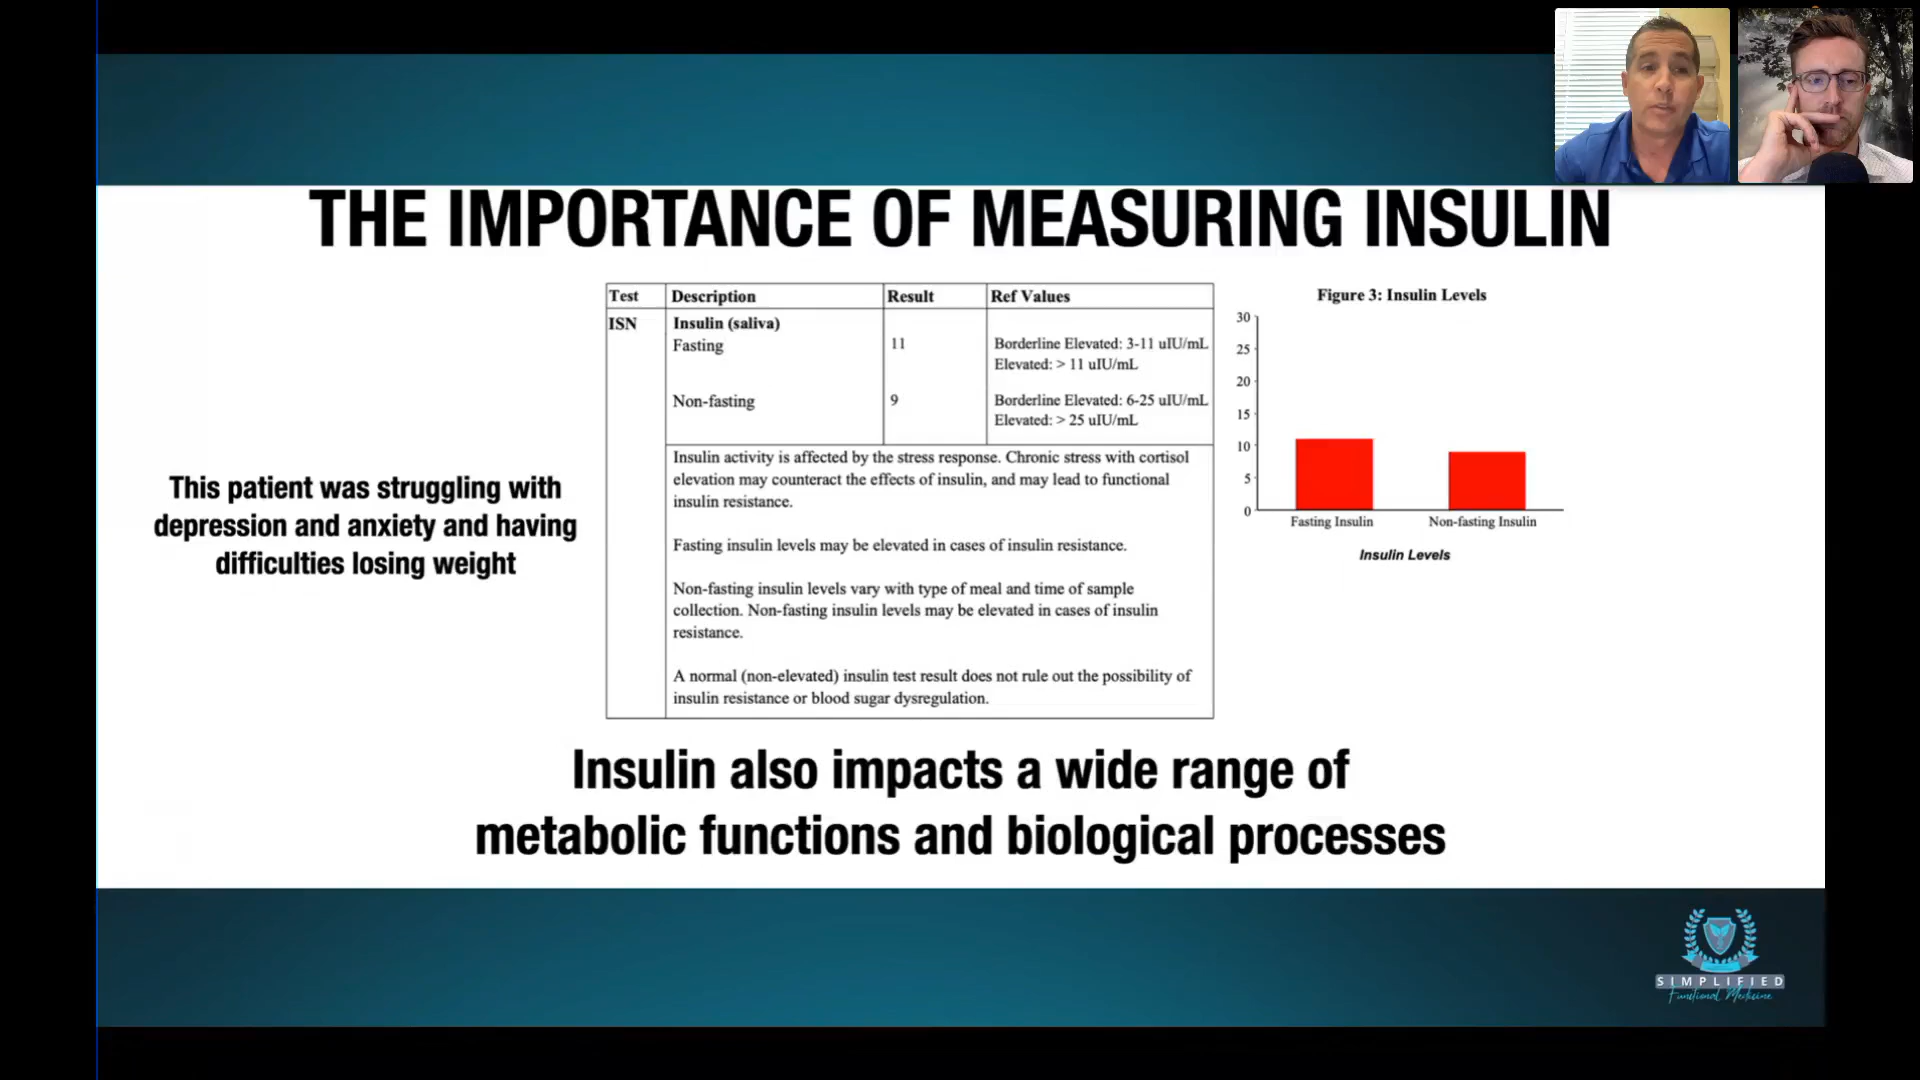 THE IMPORTANCE OF MEASURING INSULIN
This patient was struggling with
depression and anxiety and having
difficulties losing weight
Test Description Result Ref Values
ISN Insulin (saliva)
Fasting 11 Borderline Elevated: 3-11 uIU/mL
Elevated: > 11 uIU/mL
Non-fasting 9 Borderline Elevated: 6-25 uIU/mL
Elevated: > 25 uIU/mL
Insulin activity is affected by the stress response. Chronic stress with cortisol
elevation may counteract the effects of insulin, and may lead to functional
insulin resistance.
Fasting insulin levels may be elevated in cases of insulin resistance.
Non-fasting insulin levels vary with type of meal and time of sample
collection. Non-fasting insulin levels may be elevated in cases of insulin
resistance.
A normal (non-elevated) insulin test result does not rule out the possibility of
insulin resistance or blood sugar dysregulation.
Figure 3: Insulin Levels
30
25
20
15
10
5
0
Fasting Insulin Non-fasting Insulin
Insulin Levels
Insulin also impacts a wide range of
metabolic functions and biological processes
SIMPLIFIED
Functional Medicine